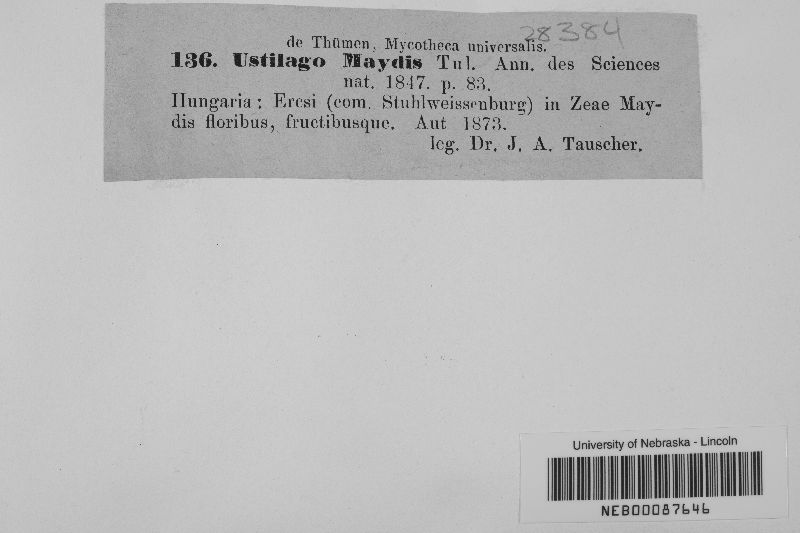 28384
de Thümen, Mycotheca universalis.
136. Ustilago Maydis Tul. Ann. des Sciences
nat. 1847. p. 83.
Hungaria: Ercsi (com. Stuhlweissenburg) in Zeae May-
dis floribus, fructibusque. Aut 1873.
leg. Dr. J. A. Tauscher.
University of Nebraska - Lincoln
NEB00087646